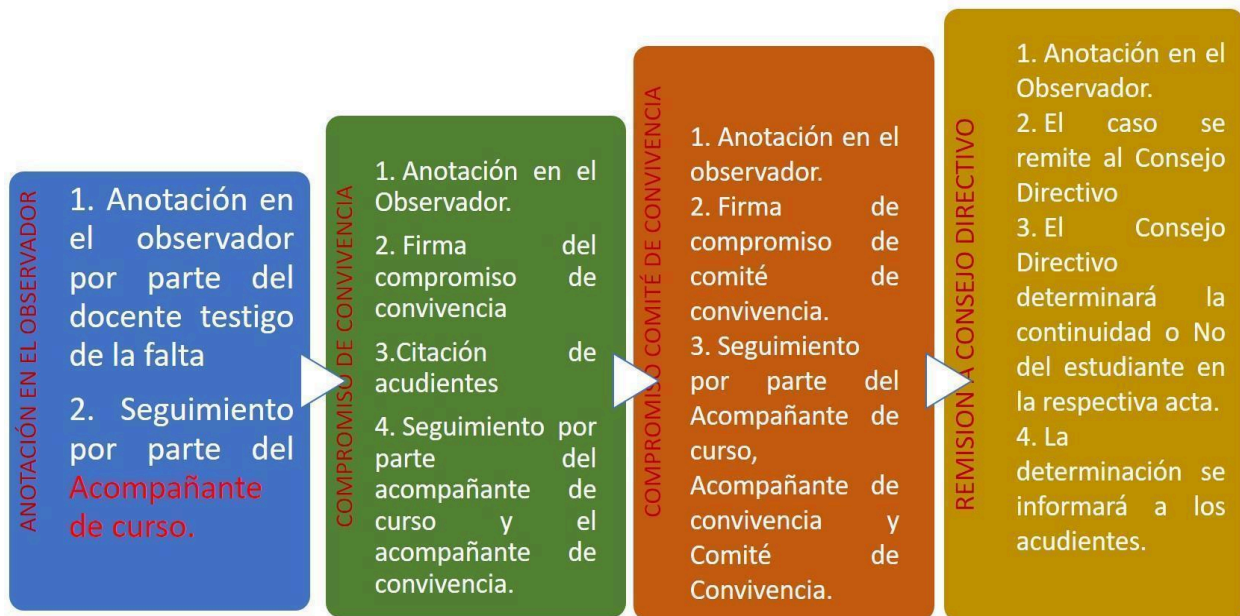 ANOTACIÓN EN EL OBSERVADOR
1. Anotación en
el observador
por parte del
docente testigo
de la falta
2. Seguimiento
por parte del
Acompañante
de curso.
COMPROMISO DE CONVIVENCIA
1. Anotación en el
Observador.
2. Firma del
compromiso de
convivencia
3.Citación de
acudientes
4. Seguimiento por
parte del
acompañante de
curso y el
acompañante de
convivencia.
COMPROMISO COMITÉ DE CONVIVENCIA
1. Anotación en el
observador.
2. Firma de
compromiso de
comité de
convivencia.
3. Seguimiento
por parte del
Acompañante de
curso,
Acompañante de
convivencia y
Comité de
Convivencia.
REMISION A CONSEJO DIRECTIVO
1. Anotación en el
Observador.
2. El caso se
remite al Consejo
Directivo
3. El Consejo
Directivo
determinará la
continuidad o No
del estudiante en
la respectiva acta.
4. La
determinación se
informará a los
acudientes.